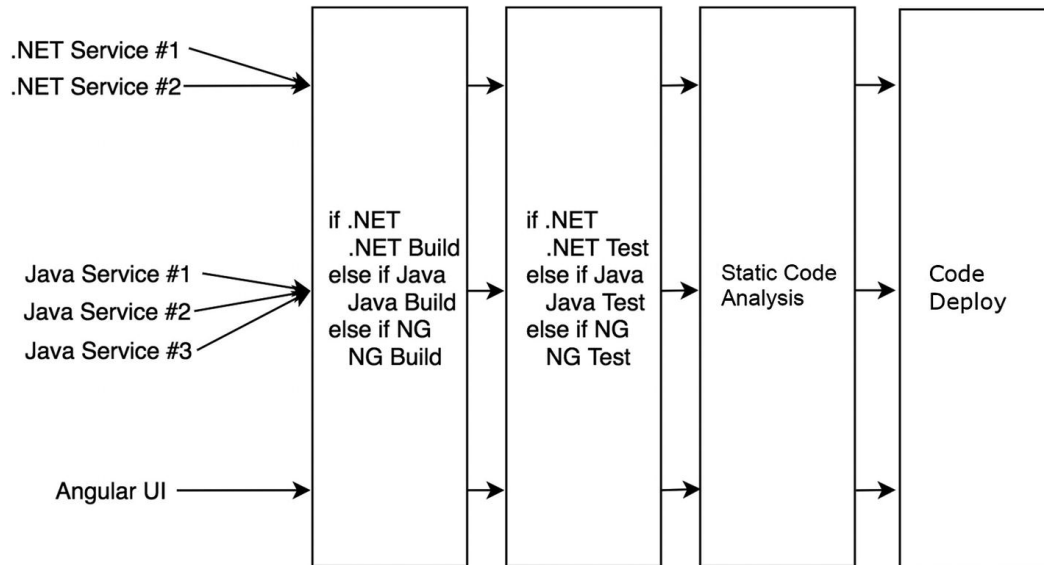 .NET Service #1
.NET Service #2
Java Service #1
Java Service #2
Java Service #3
Angular UI
if .NET
.NET Build
else if Java
Java Build
else if NG
NG Build
if .NET
.NET Test
else if Java
Java Test
else if NG
NG Test
Static Code
Analysis
Code
Deploy